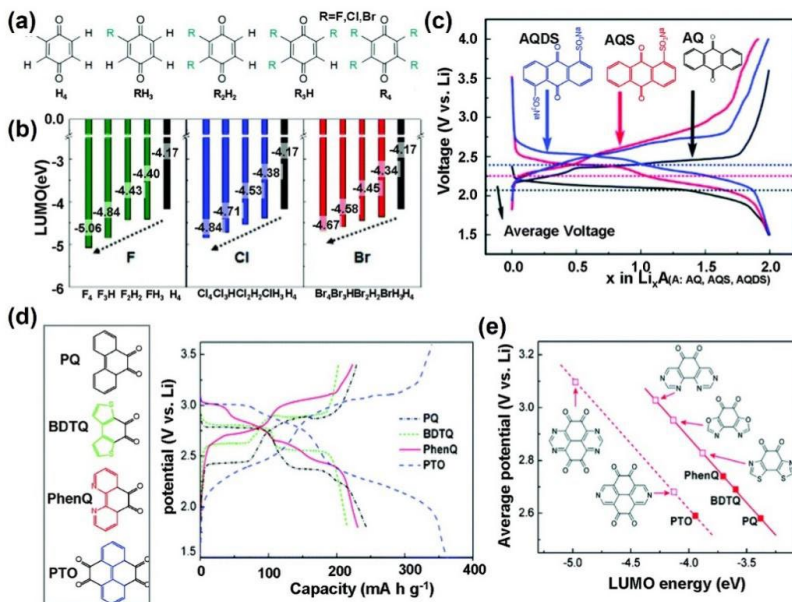 (a)
R=F,Cl,Br
O O O O O
H H R H R H R R R R
H H H H R H R H R R
O O O O O
H₄ RH₃ R₂H₂ R₃H R₄
(b)
LUMO(eV)
0.0
-3
-4
-5
-6
-5.06 -4.84 -4.43 -4.40 -4.17
-4.84 -4.71 -4.53 -4.38 -4.17
-4.67 -4.58 -4.45 -4.34 -4.17
F Cl Br
F₄ F₃H F₂H₂ FH₃ H₄
Cl₄Cl₃HCl₂H₂ClH₃ H₄
Br₄Br₃HBr₂H₂BrH₃H₄
(c)
Voltage (V vs. Li)
4.0
3.5
3.0
2.5
2.0
1.5
AQDS AQS AQ
Average Voltage
0.0 0.5 1.0 1.5 2.0
x in LiₓA(A: AQ, AQS, AQDS)
(d)
PQ
BDTQ
PhenQ
PTO
potential (V vs. Li)
3.5
3.0
2.5
2.0
1.5
PQ
BDTQ
PhenQ
PTO
0 100 200 300 400
Capacity (mA h g⁻¹)
(e)
Average potential (V vs. Li)
3.2
3.0
2.8
2.6
PhenQ
BDTQ
PTO
PQ
-5.0 -4.5 -4.0 -3.5
LUMO energy (eV)